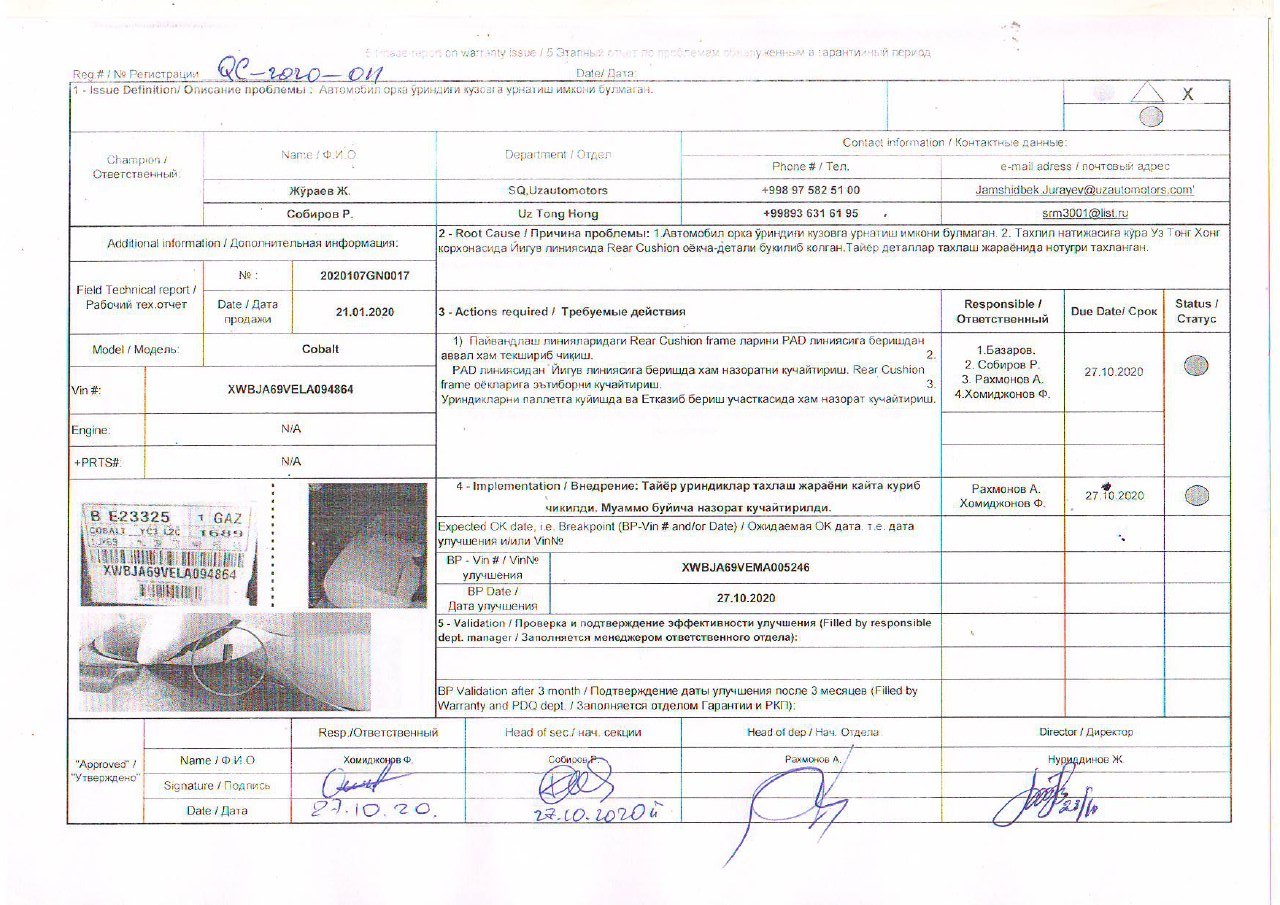 on warranty issue / 5 Этапный отчет по проблемам в гарантийный период
Reg.# / № Регистрации QC-2020-011 Date/ Дата:
1 - Issue Definition/ Описание проблемы : Автомобил орка ўриндиги кузовга урнатиш имкони булмаган.
X
Champion / Ответственный:
Name / Ф.И.О
Department / Отдел
Contact information / Контактные данные:
Phone # / Тел.
e-mail adress / почтовый адрес
Жўраев Ж.
SQ,Uzautomotors
+998 97 582 51 00
Jamshidbek.Jurayev@uzautomotors.com'
Собиров Р.
Uz Tong Hong
+99893 631 61 95
srm3001@list.ru
Additional information / Дополнительная информация:
2 - Root Cause / Причина проблемы: 1.Автомобил орка ўриндиги кузовга урнатиш имкони булмаган. 2. Тахлил натижасига кўра Уз Тонг Хонг
корхонасида Йигув линиясида Rear Cushion оёкча-детали букилиб колган.Тайёр деталлар тахлаш жараёнида нотугри тахланган.
Field Technical report /
Рабочий тех.отчет
№ :
2020107GN0017
Date / Дата
продажи
21.01.2020
3 - Actions required / Требуемые действия
Responsible /
Ответственный
Due Date/ Срок
Status /
Статус
Model / Модель:
Cobalt
1) Пайвандлаш линияларидаги Rear Cushion frame ларини PAD линиясига беришдан
аввал хам текшириб чиқиш. 2.
PAD линиясидан Йигув линиясига беришда хам назоратни кучайтириш. Rear Cushion
frame оёкларига эътиборни кучайтириш. 3.
Уриндикларни паллетга куйишда ва Етказиб бериш участкасида хам назорат кучайтириш.
1.Базаров.
2. Собиров Р.
3. Рахмонов А.
4.Хомиджонов Ф.
27.10.2020
Vin #:
XWBJA69VELA094864
Engine:
N/A
+PRTS#:
N/A
B E23325 1 GAZ
COBALT YC3 L2C 1689
XWBJA69VELA094864
4 - Implementation / Внедрение: Тайёр уриндиклар тахлаш жараёни кайта куриб
чикилди. Муаммо буйича назорат кучайтирилди.
Рахмонов А.
Хомиджонов Ф.
27.10.2020
Expected OK date, i.e. Breakpoint (BP-Vin # and/or Date) / Ожидаемая ОК дата, т.е. дата
улучшения и/или Vin№
BP - Vin # / Vin№
улучшения
XWBJA69VEMA005246
BP Date /
Дата улучшения
27.10.2020
5 - Validation / Проверка и подтверждение эффективности улучшения (Filled by responsible
dept. manager / Заполняется менеджером ответственного отдела):
BP Validation after 3 month / Подтверждение даты улучшения после 3 месяцев (Filled by
Warranty and PDQ dept. / Заполняется отделом Гарантии и РКП):
"Approved" /
"Утверждено"
Resp./Ответственный
Head of sec./ нач. секции
Head of dep / Нач. Отдела
Director / Директор
Name / Ф.И.О
Хомиджонов Ф.
Собиров Р.
Рахмонов А.
Нуриддинов Ж.
Signature / Подпись
Date / Дата
27.10.20.
27.10.2020й